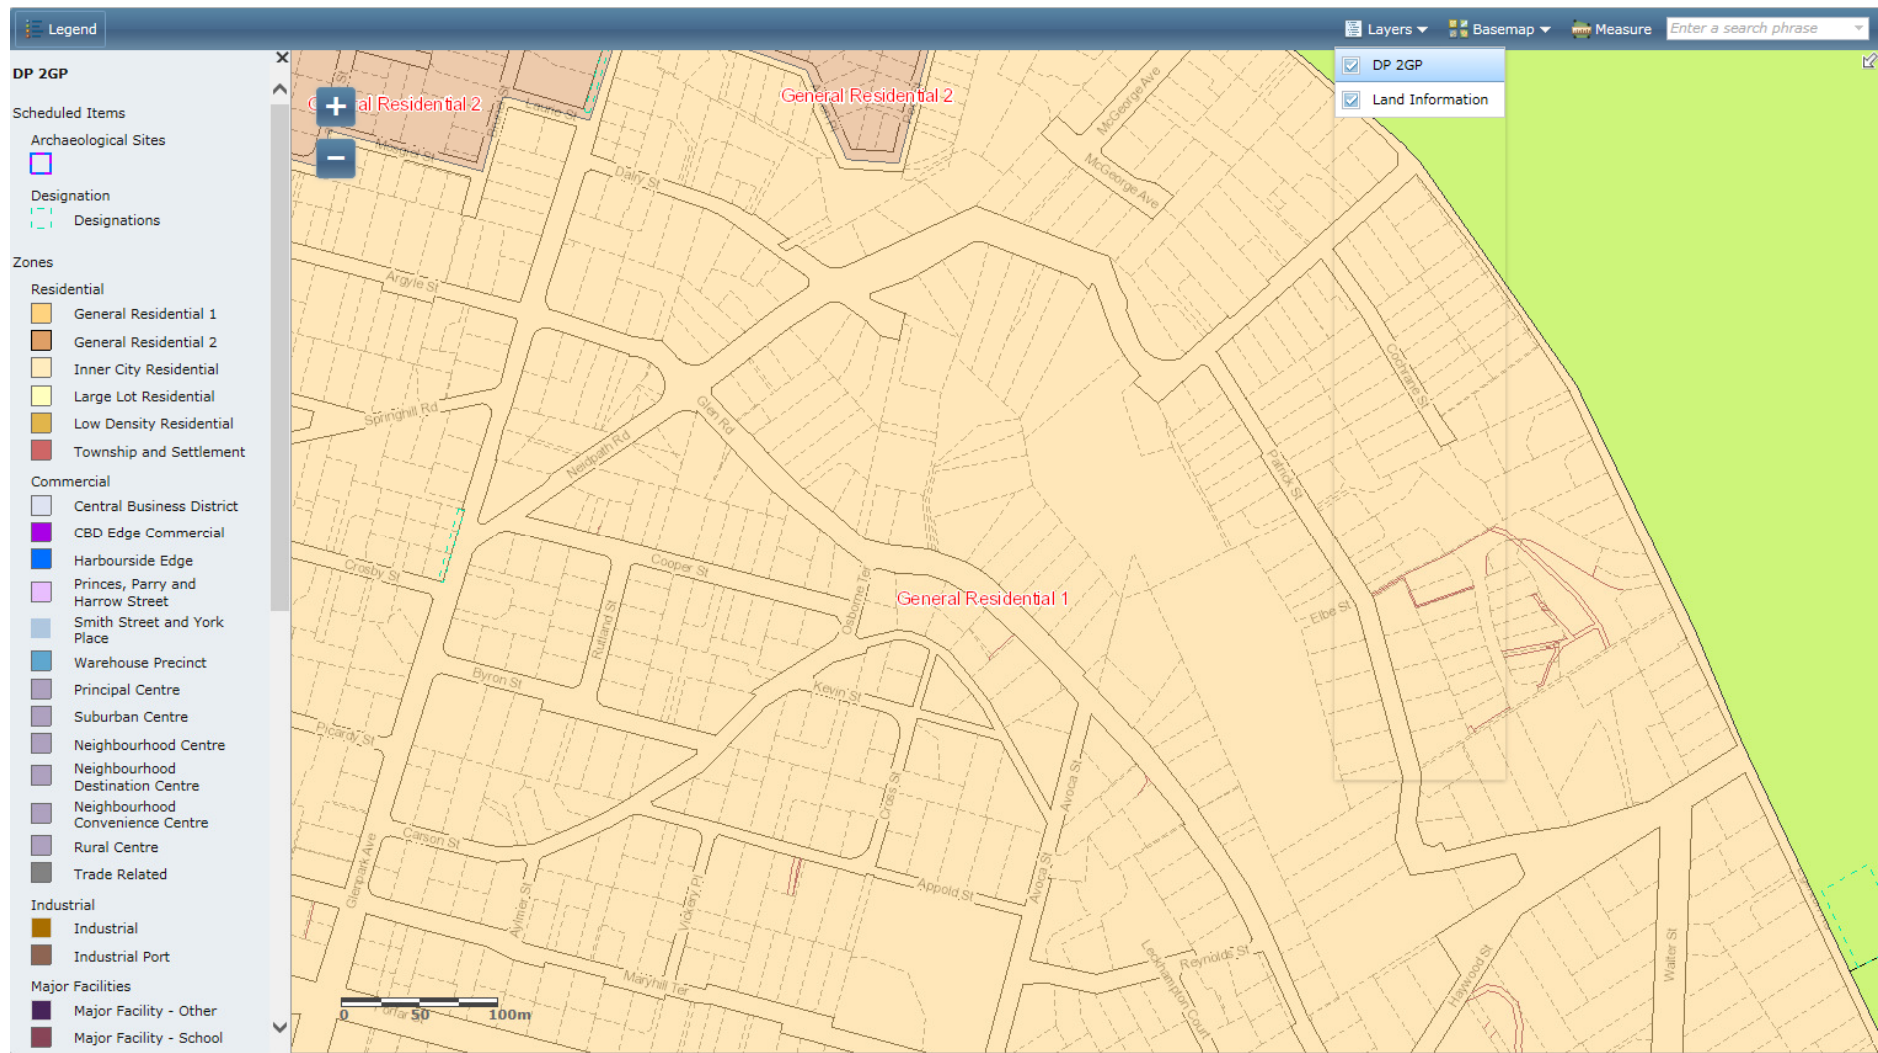 Legend
Layers
Basemap
Measure
Enter a search phrase
DP 2GP
Land Information
DP 2GP
Scheduled Items
Archaeological Sites
Designation
Designations
Zones
Residential
General Residential 1
General Residential 2
Inner City Residential
Large Lot Residential
Low Density Residential
Township and Settlement
Commercial
Central Business District
CBD Edge Commercial
Harbourside Edge
Princes, Parry and
Harrow Street
Smith Street and York
Place
Warehouse Precinct
Principal Centre
Suburban Centre
Neighbourhood Centre
Neighbourhood
Destination Centre
Neighbourhood
Convenience Centre
Rural Centre
Trade Related
Industrial
Industrial
Industrial Port
Major Facilities
Major Facility - Other
Major Facility - School
al Residential 2
General Residential 2
McGeorge Ave
McGeorge Ave
Laurie St
Mosgiel St
Dalry St
Argyle St
Springhill Rd
Glen Rd
Neidpath Rd
Cochrane St
Patrick St
Crosby St
Cooper St
Osborne Ter
General Residential 1
Elbe St
Rutland St
Byron St
Kevin St
Picardy St
Cross St
Avoca St
Carson St
Glenpark Ave
Aylmer St
Vickery Pl
Appold St
Avoca St
Reynolds St
Leckhampton Court
Haywood St
Walter St
Maryhill Ter
0 50 100m